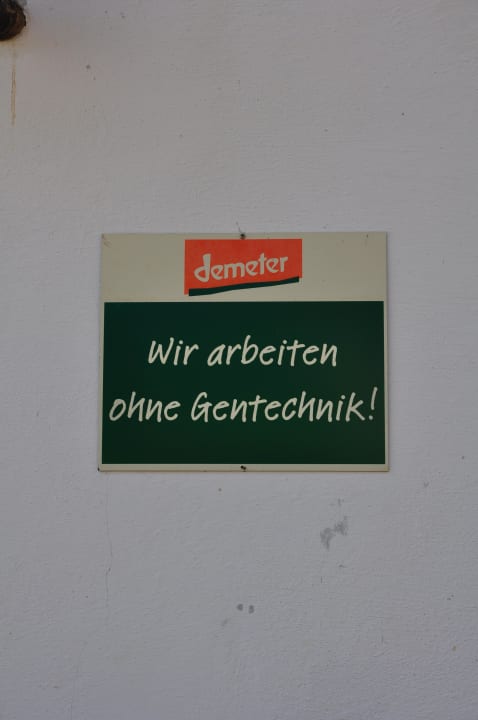 demeter
Wir arbeiten
ohne Gentechnik!